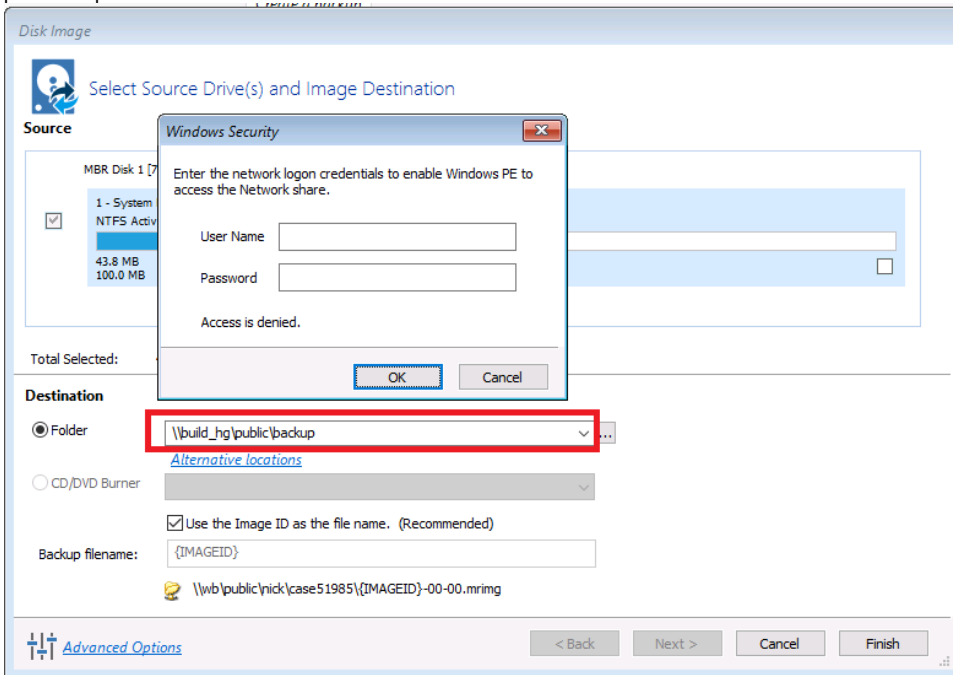 Create a backup
Disk Image
Select Source Drive(s) and Image Destination
Source
Windows Security
MBR Disk 1 [7
Enter the network logon credentials to enable Windows PE to
access the Network share.
1 - System
NTFS Activ
User Name
43.8 MB
100.0 MB
Password
Access is denied.
Total Selected:
OK
Cancel
Destination
Folder
\\build_hg\public\backup
...
Alternative locations
CD/DVD Burner
Use the Image ID as the file name. (Recommended)
Backup filename:
{IMAGEID}
\\wb\public\nick\case51985\{IMAGEID}-00-00.mrimg
Advanced Options
< Back
Next >
Cancel
Finish